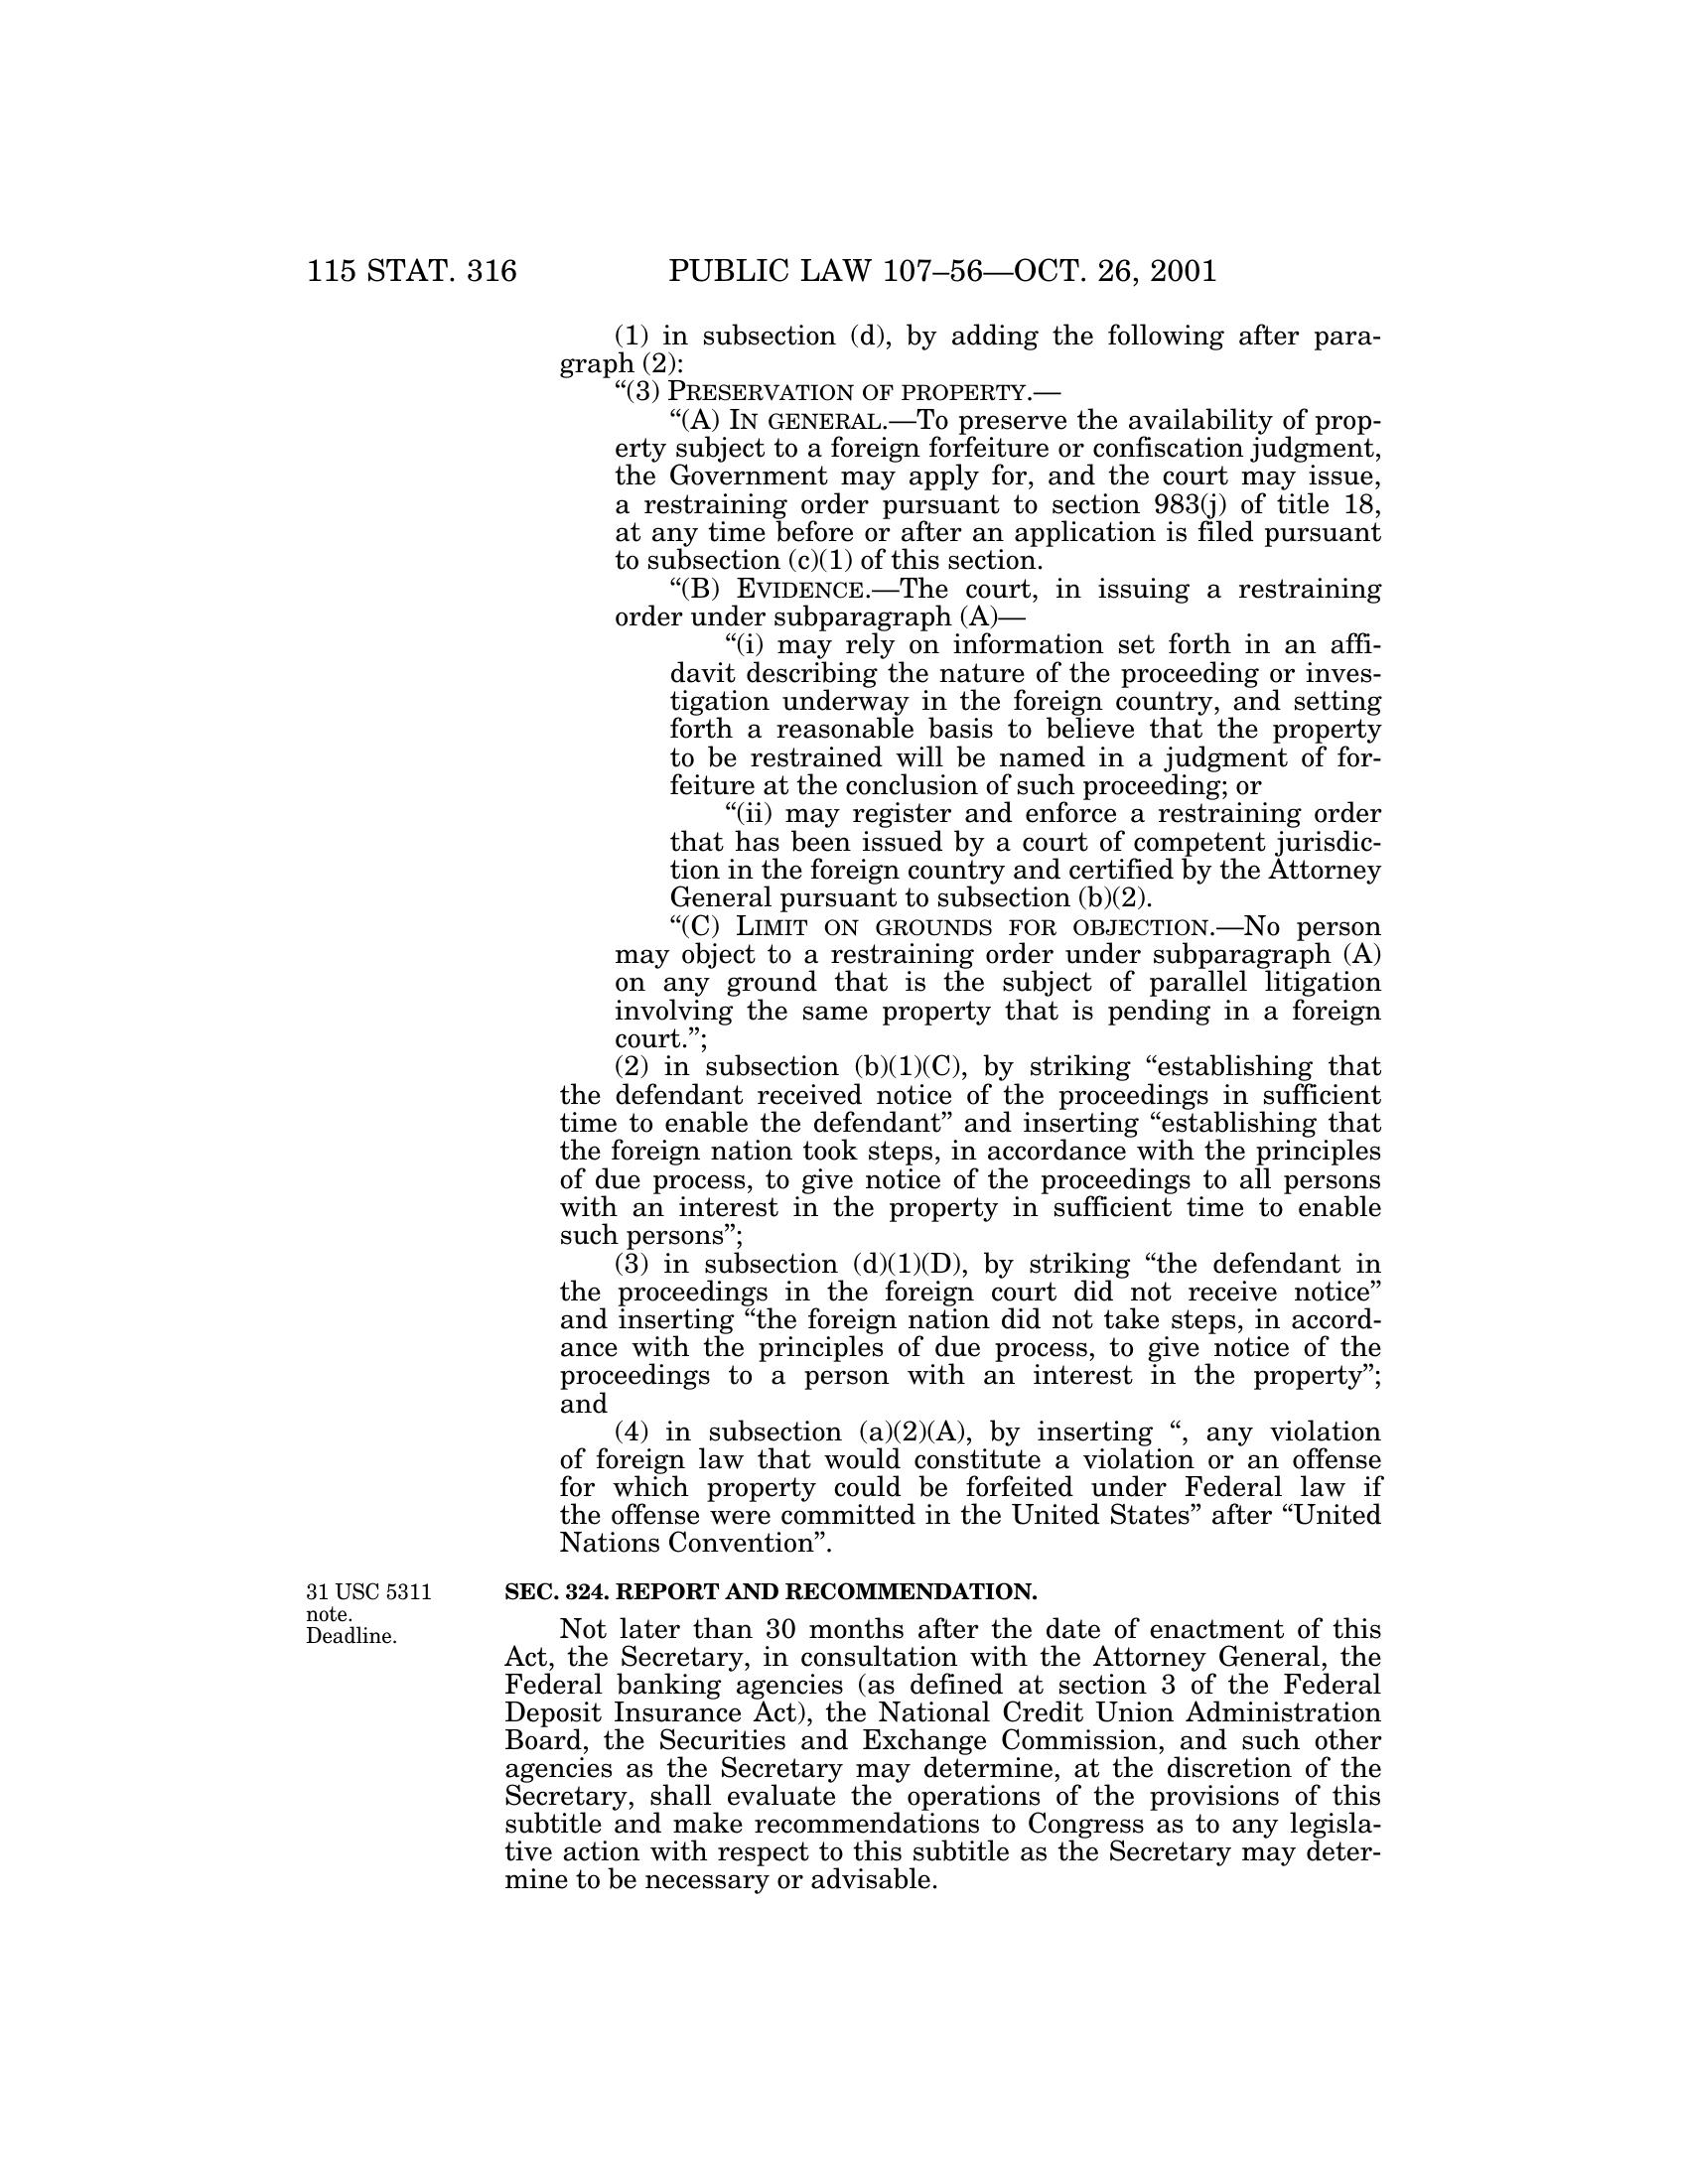 115 STAT. 316 PUBLIC LAW 107–56—OCT. 26, 2001
(1) in subsection (d), by adding the following after para-
graph (2):
“(3) PRESERVATION OF PROPERTY.—
“(A) IN GENERAL.—To preserve the availability of prop-
erty subject to a foreign forfeiture or confiscation judgment,
the Government may apply for, and the court may issue,
a restraining order pursuant to section 983(j) of title 18,
at any time before or after an application is filed pursuant
to subsection (c)(1) of this section.
“(B) EVIDENCE.—The court, in issuing a restraining
order under subparagraph (A)—
“(i) may rely on information set forth in an affi-
davit describing the nature of the proceeding or inves-
tigation underway in the foreign country, and setting
forth a reasonable basis to believe that the property
to be restrained will be named in a judgment of for-
feiture at the conclusion of such proceeding; or
“(ii) may register and enforce a restraining order
that has been issued by a court of competent jurisdic-
tion in the foreign country and certified by the Attorney
General pursuant to subsection (b)(2).
“(C) LIMIT ON GROUNDS FOR OBJECTION.—No person
may object to a restraining order under subparagraph (A)
on any ground that is the subject of parallel litigation
involving the same property that is pending in a foreign
court.”;
(2) in subsection (b)(1)(C), by striking “establishing that
the defendant received notice of the proceedings in sufficient
time to enable the defendant” and inserting “establishing that
the foreign nation took steps, in accordance with the principles
of due process, to give notice of the proceedings to all persons
with an interest in the property in sufficient time to enable
such persons”;
(3) in subsection (d)(1)(D), by striking “the defendant in
the proceedings in the foreign court did not receive notice”
and inserting “the foreign nation did not take steps, in accord-
ance with the principles of due process, to give notice of the
proceedings to a person with an interest in the property”;
and
(4) in subsection (a)(2)(A), by inserting “, any violation
of foreign law that would constitute a violation or an offense
for which property could be forfeited under Federal law if
the offense were committed in the United States” after “United
Nations Convention”.
31 USC 5311
note.
Deadline.
SEC. 324. REPORT AND RECOMMENDATION.
Not later than 30 months after the date of enactment of this
Act, the Secretary, in consultation with the Attorney General, the
Federal banking agencies (as defined at section 3 of the Federal
Deposit Insurance Act), the National Credit Union Administration
Board, the Securities and Exchange Commission, and such other
agencies as the Secretary may determine, at the discretion of the
Secretary, shall evaluate the operations of the provisions of this
subtitle and make recommendations to Congress as to any legisla-
tive action with respect to this subtitle as the Secretary may deter-
mine to be necessary or advisable.